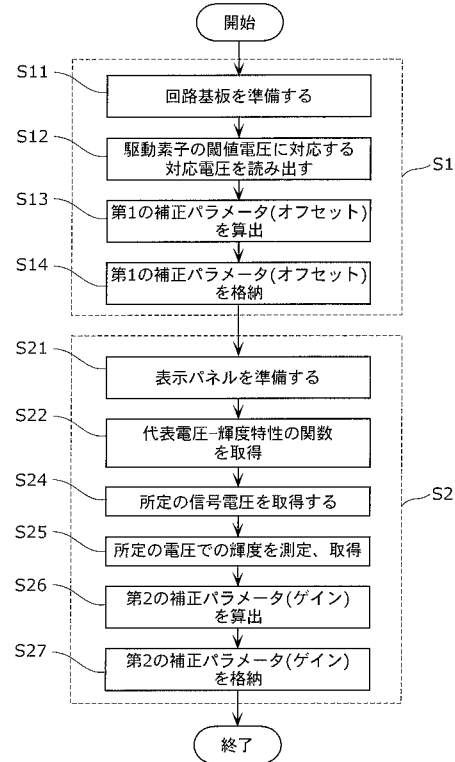 開始
S11
回路基板を準備する
S12
駆動素子の閾値電圧に対応する
対応電圧を読み出す
S1
S13
第1の補正パラメータ(オフセット)
を算出
S14
第1の補正パラメータ(オフセット)
を格納
S21
表示パネルを準備する
S22
代表電圧-輝度特性の関数
を取得
S24
所定の信号電圧を取得する
S2
S25
所定の電圧での輝度を測定、取得
S26
第2の補正パラメータ(ゲイン)
を算出
S27
第2の補正パラメータ(ゲイン)
を格納
終了